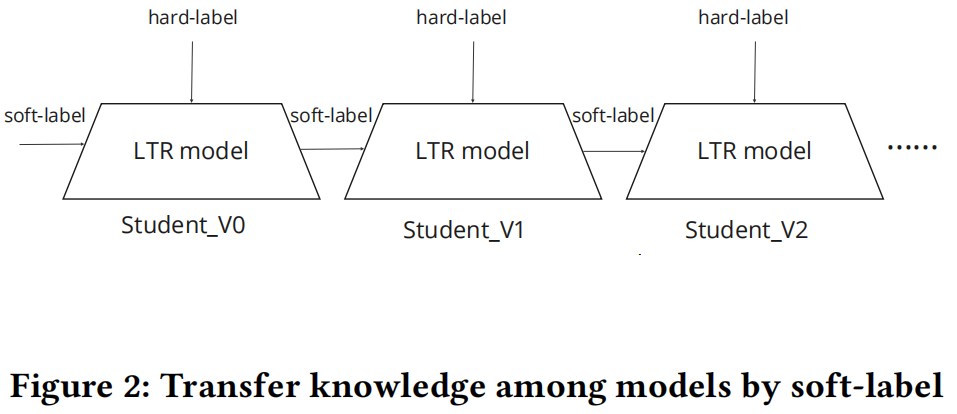 hard-label hard-label hard-label
soft-label soft-label soft-label
LTR model LTR model LTR model ......
Student_V0 Student_V1 Student_V2
Figure 2: Transfer knowledge among models by soft-label